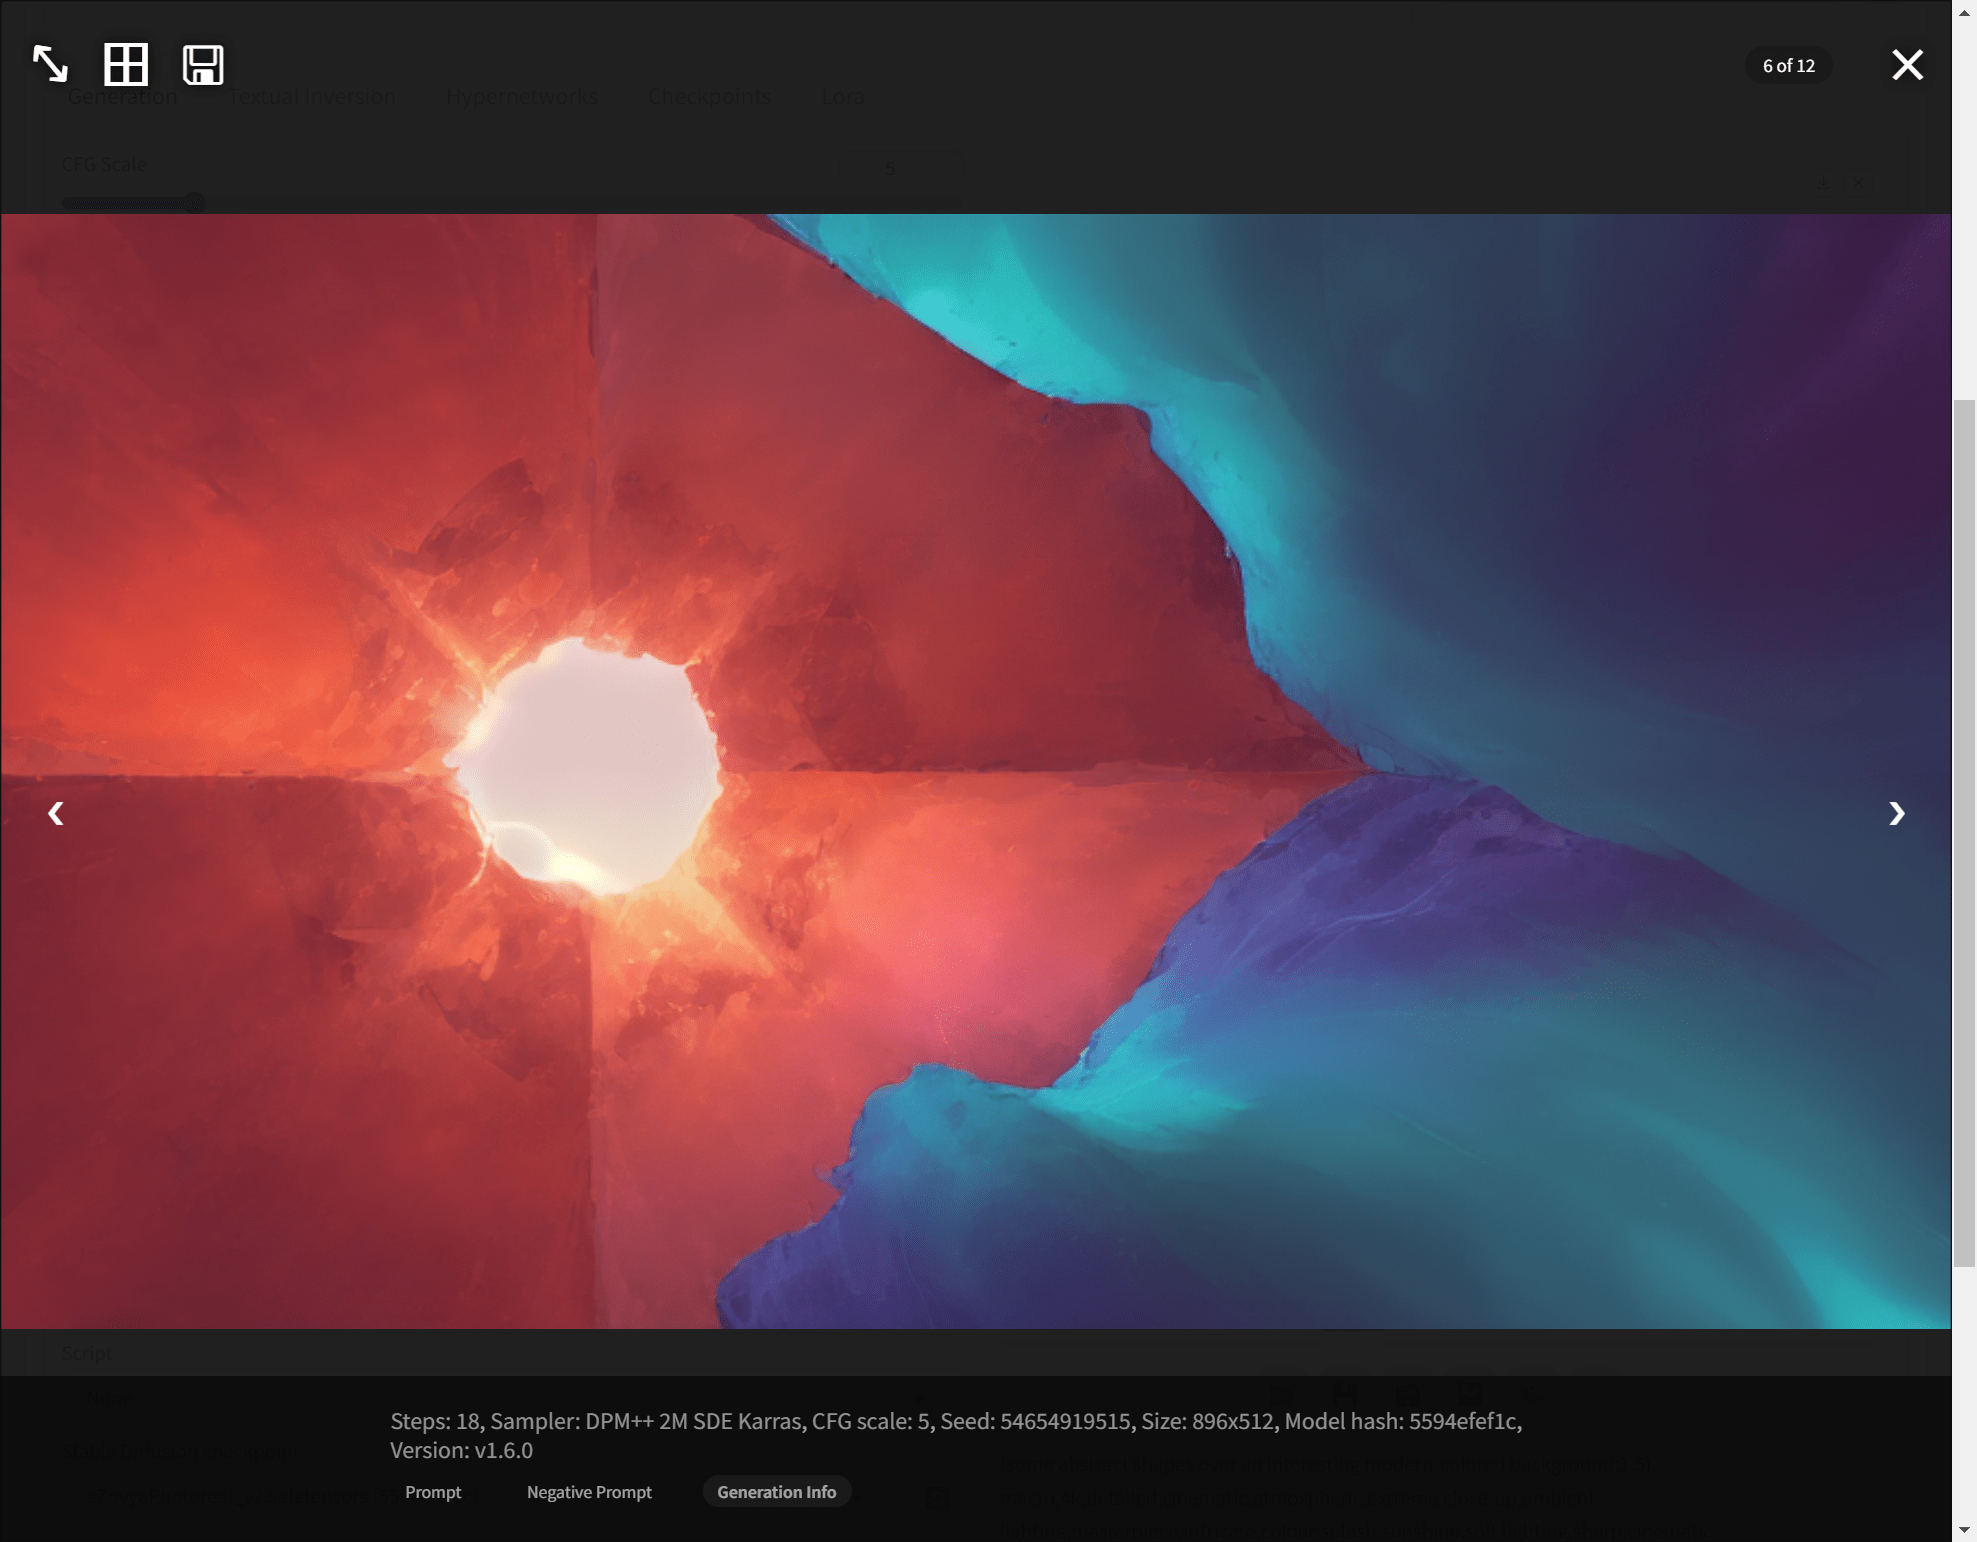 6 of 12
Generation Textual Inversion Hypernetworks Checkpoints Lora
CFG Scale
5
Script
None
Steps: 18, Sampler: DPM++ 2M SDE Karras, CFG scale: 5, Seed: 54654919515, Size: 896x512, Model hash: 5594efef1c,
Version: v1.6.0
Prompt Negative Prompt Generation Info